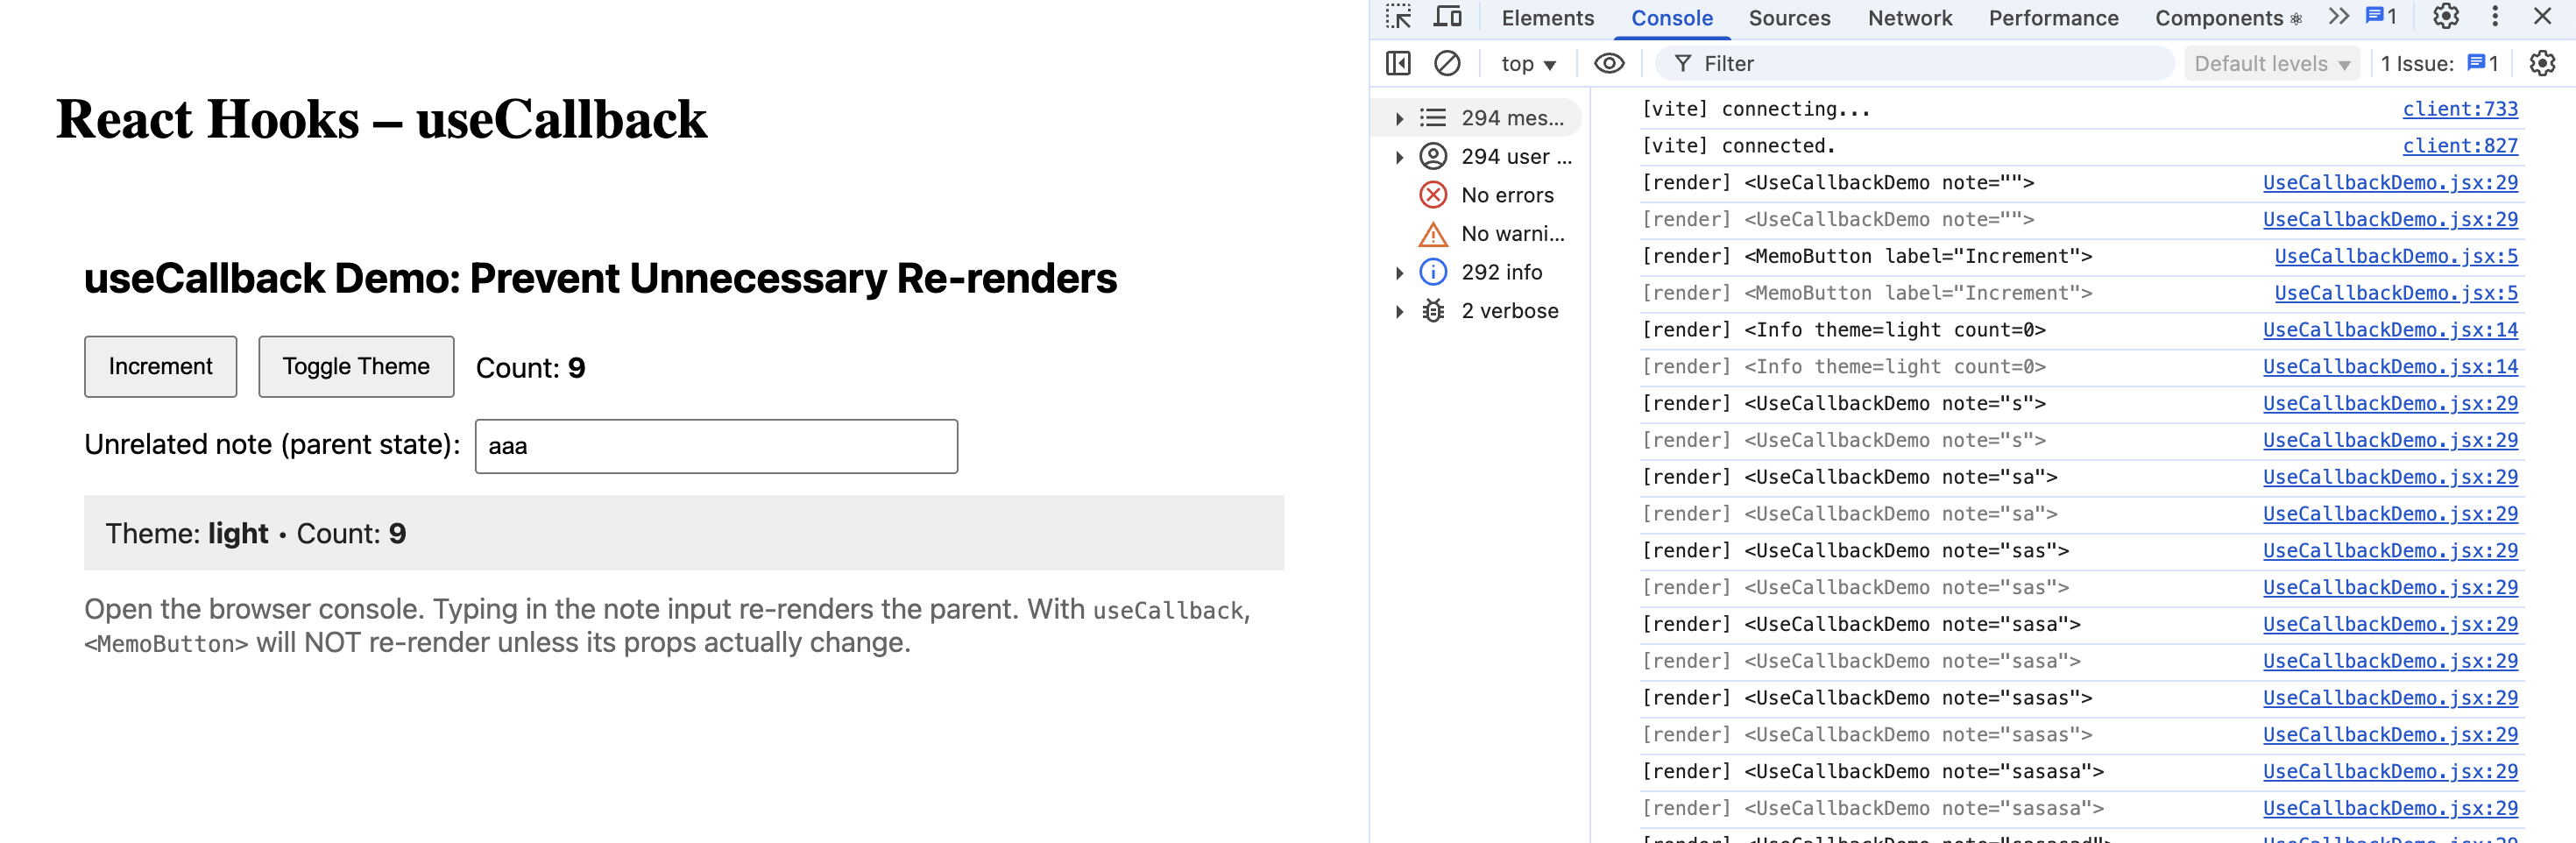 React Hooks – useCallback
useCallback Demo: Prevent Unnecessary Re-renders
Increment
Toggle Theme
Count: 9
Unrelated note (parent state):
aaa
Theme: light • Count: 9
Open the browser console. Typing in the note input re-renders the parent. With useCallback,
<MemoButton> will NOT re-render unless its props actually change.
Elements
Console
Sources
Network
Performance
Components ⚛
1
top
Filter
Default levels
1 Issue: 1
294 mes...
294 user ...
No errors
No warni...
292 info
2 verbose
[vite] connecting... client:733
[vite] connected. client:827
[render] <UseCallbackDemo note=""> UseCallbackDemo.jsx:29
[render] <UseCallbackDemo note=""> UseCallbackDemo.jsx:29
[render] <MemoButton label="Increment"> UseCallbackDemo.jsx:5
[render] <MemoButton label="Increment"> UseCallbackDemo.jsx:5
[render] <Info theme=light count=0> UseCallbackDemo.jsx:14
[render] <Info theme=light count=0> UseCallbackDemo.jsx:14
[render] <UseCallbackDemo note="s"> UseCallbackDemo.jsx:29
[render] <UseCallbackDemo note="s"> UseCallbackDemo.jsx:29
[render] <UseCallbackDemo note="sa"> UseCallbackDemo.jsx:29
[render] <UseCallbackDemo note="sa"> UseCallbackDemo.jsx:29
[render] <UseCallbackDemo note="sas"> UseCallbackDemo.jsx:29
[render] <UseCallbackDemo note="sas"> UseCallbackDemo.jsx:29
[render] <UseCallbackDemo note="sasa"> UseCallbackDemo.jsx:29
[render] <UseCallbackDemo note="sasa"> UseCallbackDemo.jsx:29
[render] <UseCallbackDemo note="sasas"> UseCallbackDemo.jsx:29
[render] <UseCallbackDemo note="sasas"> UseCallbackDemo.jsx:29
[render] <UseCallbackDemo note="sasasa"> UseCallbackDemo.jsx:29
[render] <UseCallbackDemo note="sasasa"> UseCallbackDemo.jsx:29
[render] <UseCallbackDemo note="sasasad"> UseCallbackDemo.jsx:29